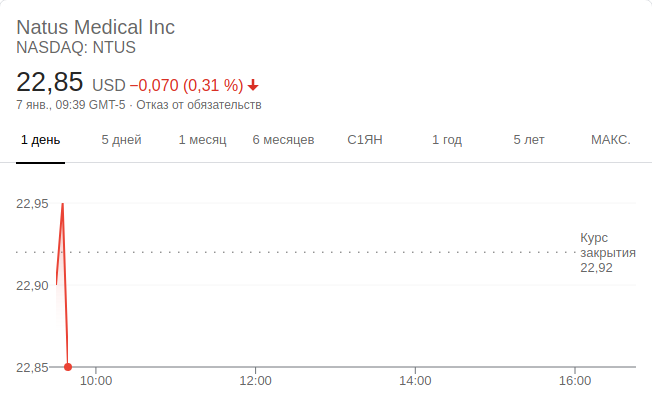 Natus Medical Inc
NASDAQ: NTUS
22,85 USD −0,070 (0,31 %)
7 янв., 09:39 GMT-5 · Отказ от обязательств
1 день 5 дней 1 месяц 6 месяцев С1ЯН 1 год 5 лет МАКС.
22,95
Курс
закрытия
22,92
22,90
22,85
10:00 12:00 14:00 16:00